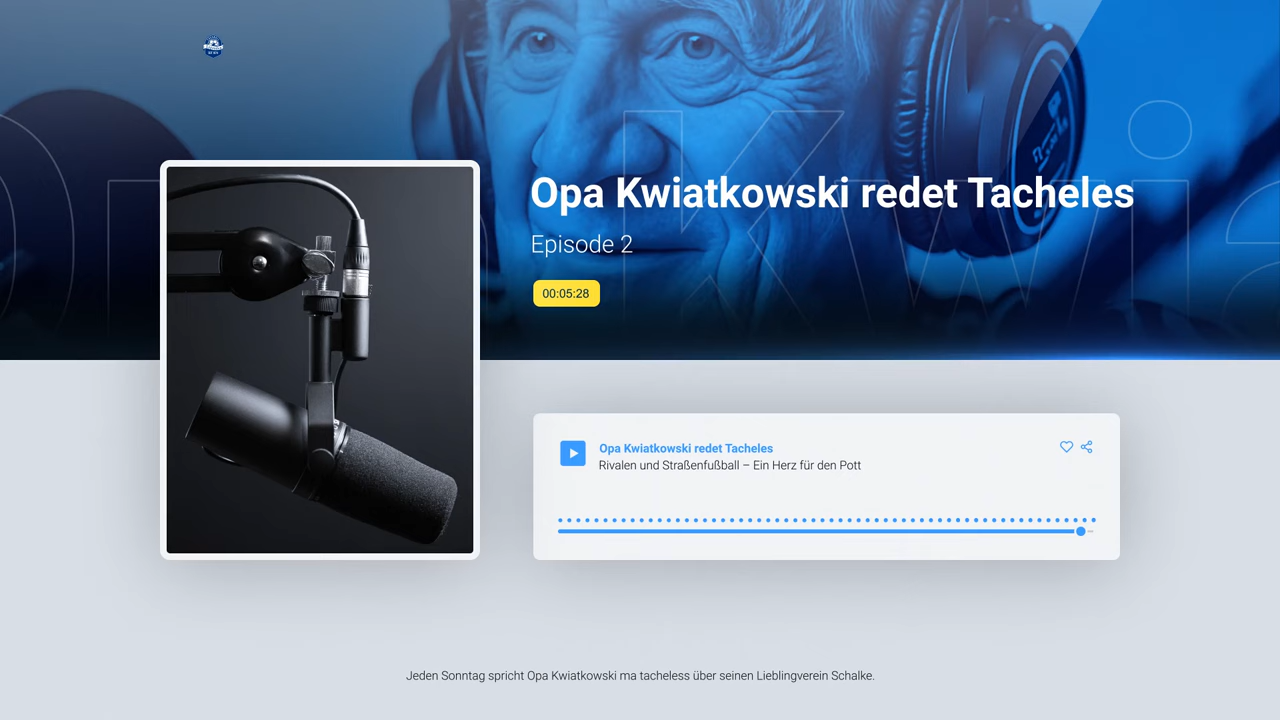 Opa Kwiatkowski redet Tacheles
Episode 2
00:05:28
Opa Kwiatkowski redet Tacheles
Rivalen und Straßenfußball – Ein Herz für den Pott
Jeden Sonntag spricht Opa Kwiatkowski ma tacheless über seinen Lieblingverein Schalke.